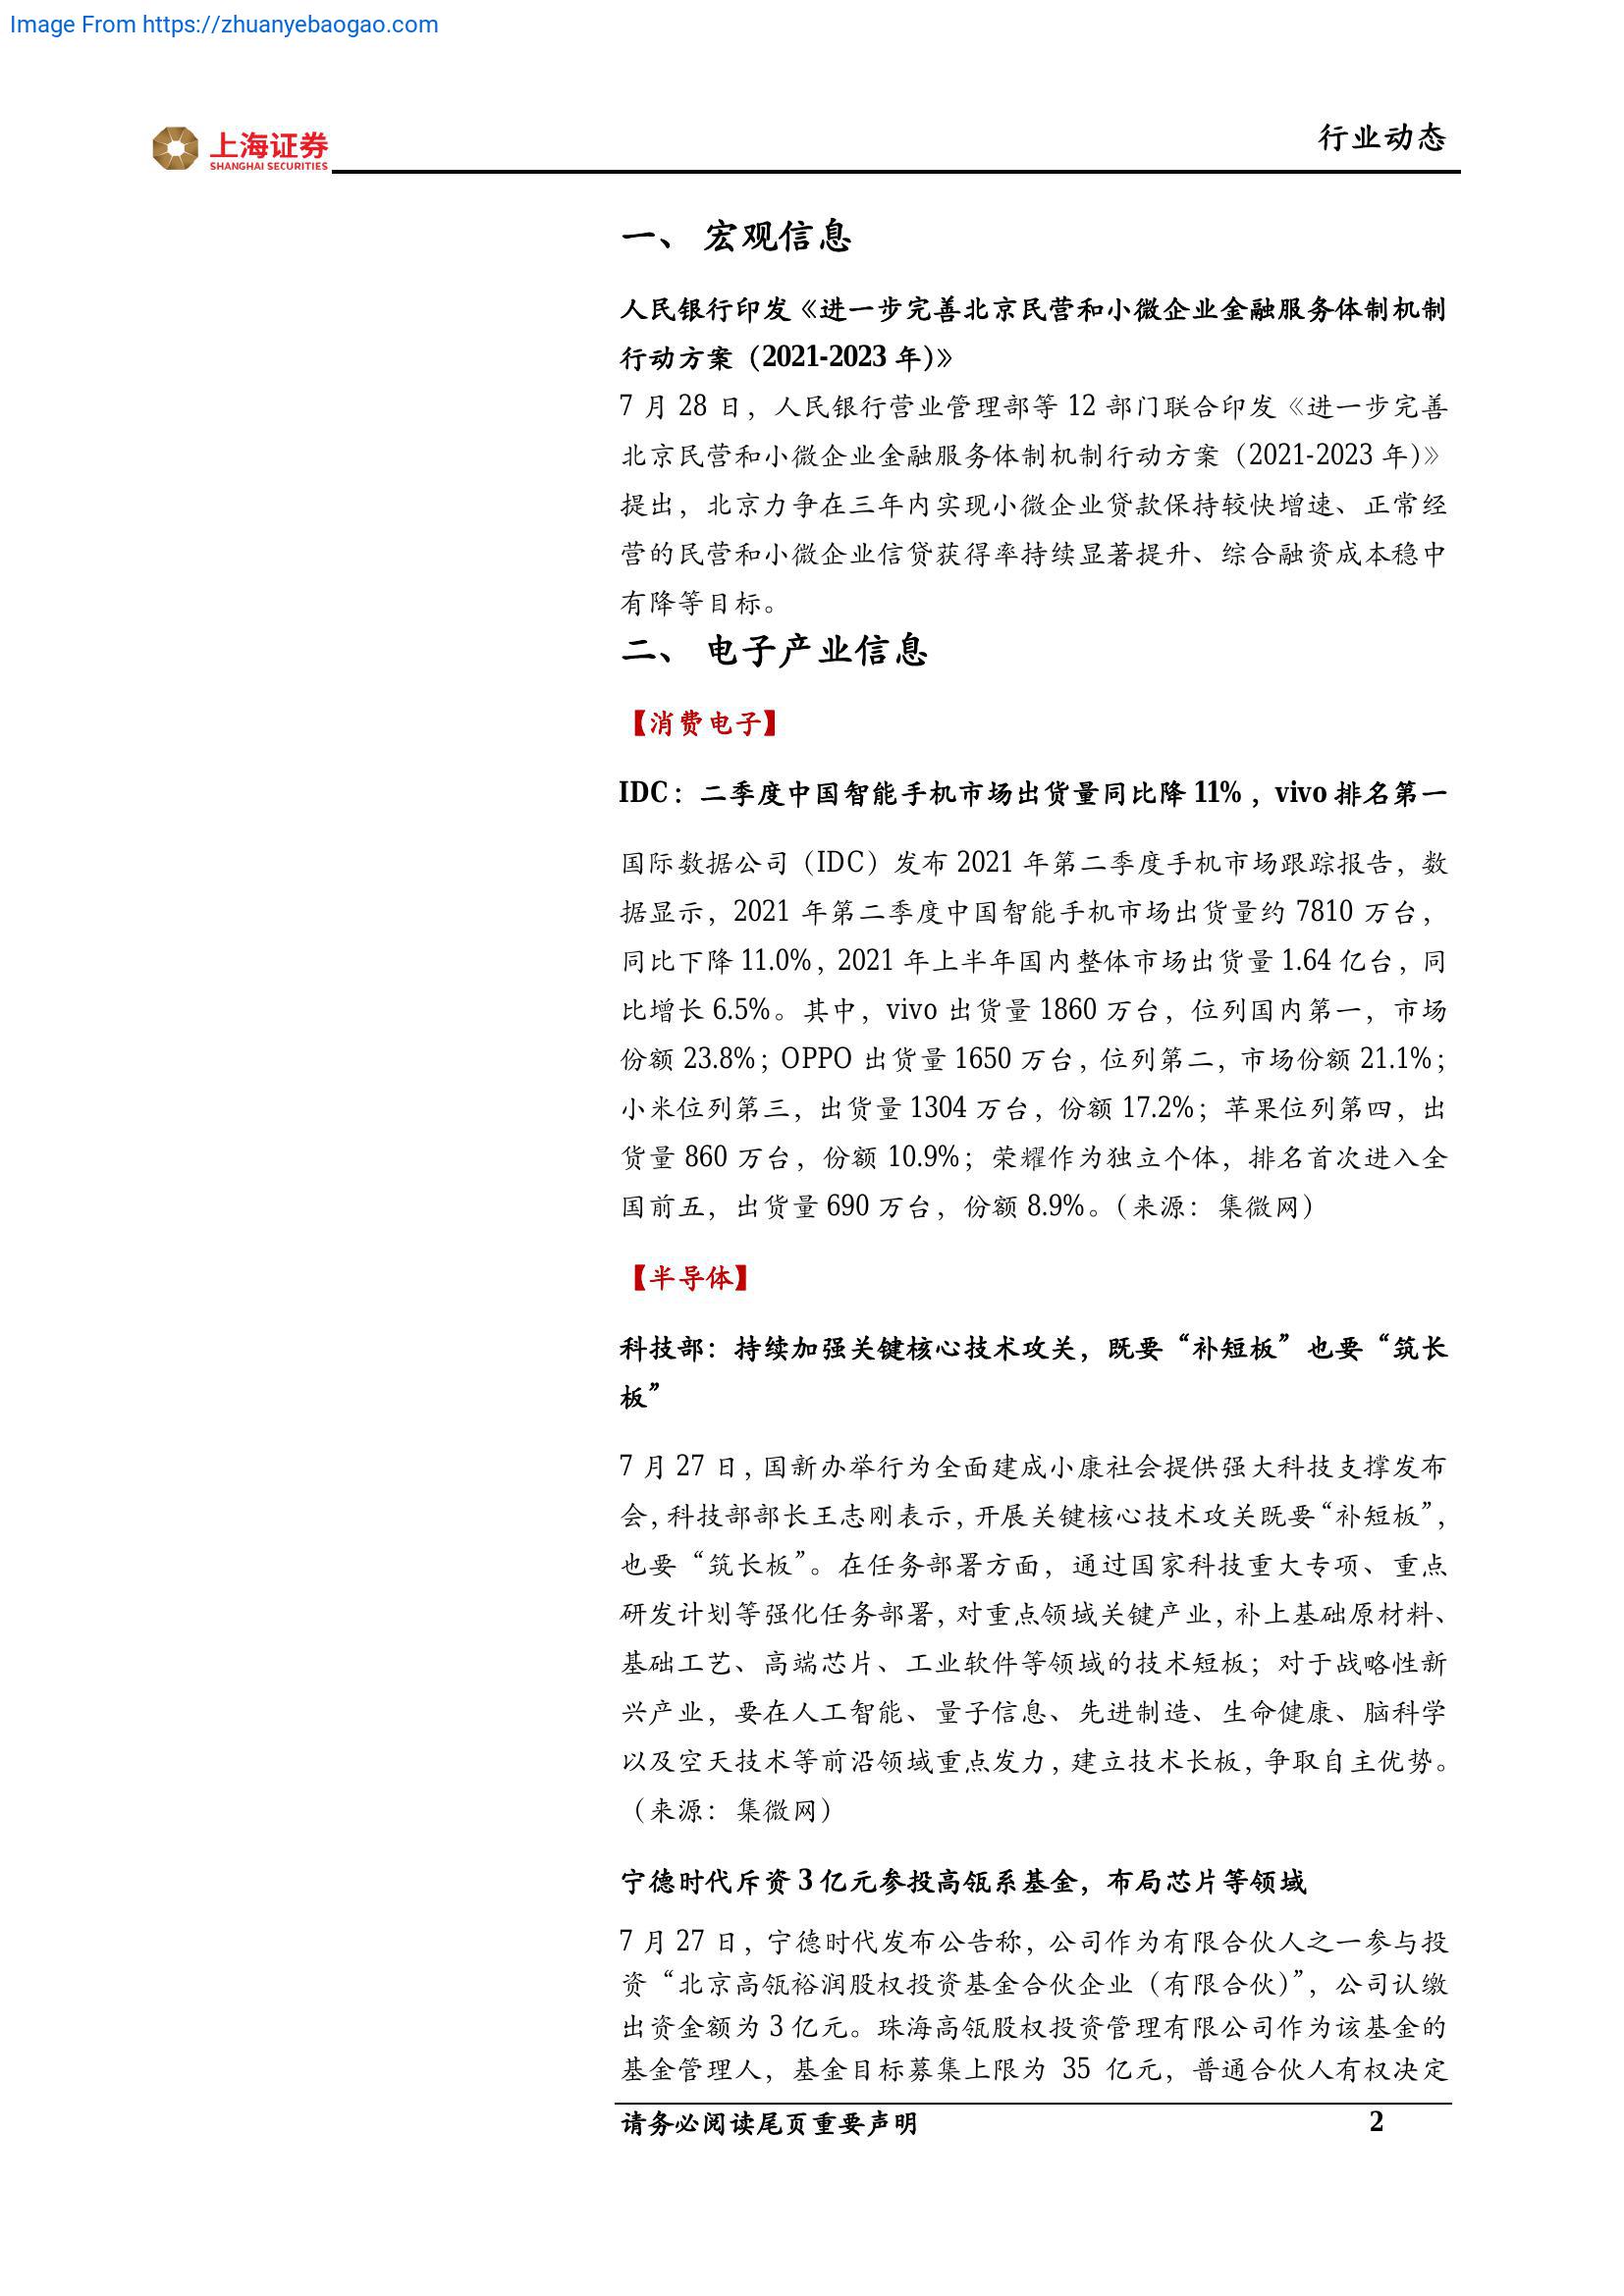 Image From https://zhuanyebaogao.com
上海证券
SHANGHAI SECURITIES
行业动态
一、 宏观信息
人民银行印发《进一步完善北京民营和小微企业金融服务体制机制
行动方案（2021-2023 年）》
7 月 28 日，人民银行营业管理部等 12 部门联合印发《进一步完善
北京民营和小微企业金融服务体制机制行动方案（2021-2023 年）》
提出，北京力争在三年内实现小微企业贷款保持较快增速、正常经
营的民营和小微企业信贷获得率持续显著提升、综合融资成本稳中
有降等目标。
二、 电子产业信息
【消费电子】
IDC：二季度中国智能手机市场出货量同比降 11%，vivo 排名第一
国际数据公司（IDC）发布 2021 年第二季度手机市场跟踪报告，数
据显示，2021 年第二季度中国智能手机市场出货量约 7810 万台，
同比下降 11.0%，2021 年上半年国内整体市场出货量 1.64 亿台，同
比增长 6.5%。其中，vivo 出货量 1860 万台，位列国内第一，市场
份额 23.8%；OPPO 出货量 1650 万台，位列第二，市场份额 21.1%；
小米位列第三，出货量 1304 万台，份额 17.2%；苹果位列第四，出
货量 860 万台，份额 10.9%；荣耀作为独立个体，排名首次进入全
国前五，出货量 690 万台，份额 8.9%。（来源：集微网）
【半导体】
科技部：持续加强关键核心技术攻关，既要“补短板”也要“筑长
板”
7 月 27 日，国新办举行为全面建成小康社会提供强大科技支撑发布
会，科技部部长王志刚表示，开展关键核心技术攻关既要“补短板”，
也要“筑长板”。在任务部署方面，通过国家科技重大专项、重点
研发计划等强化任务部署，对重点领域关键产业，补上基础原材料、
基础工艺、高端芯片、工业软件等领域的技术短板；对于战略性新
兴产业，要在人工智能、量子信息、先进制造、生命健康、脑科学
以及空天技术等前沿领域重点发力，建立技术长板，争取自主优势。
（来源：集微网）
宁德时代斥资 3 亿元参投高瓴系基金，布局芯片等领域
7 月 27 日，宁德时代发布公告称，公司作为有限合伙人之一参与投
资“北京高瓴裕润股权投资基金合伙企业（有限合伙）”，公司认缴
出资金额为 3 亿元。珠海高瓴股权投资管理有限公司作为该基金的
基金管理人，基金目标募集上限为 35 亿元，普通合伙人有权决定
请务必阅读尾页重要声明 2